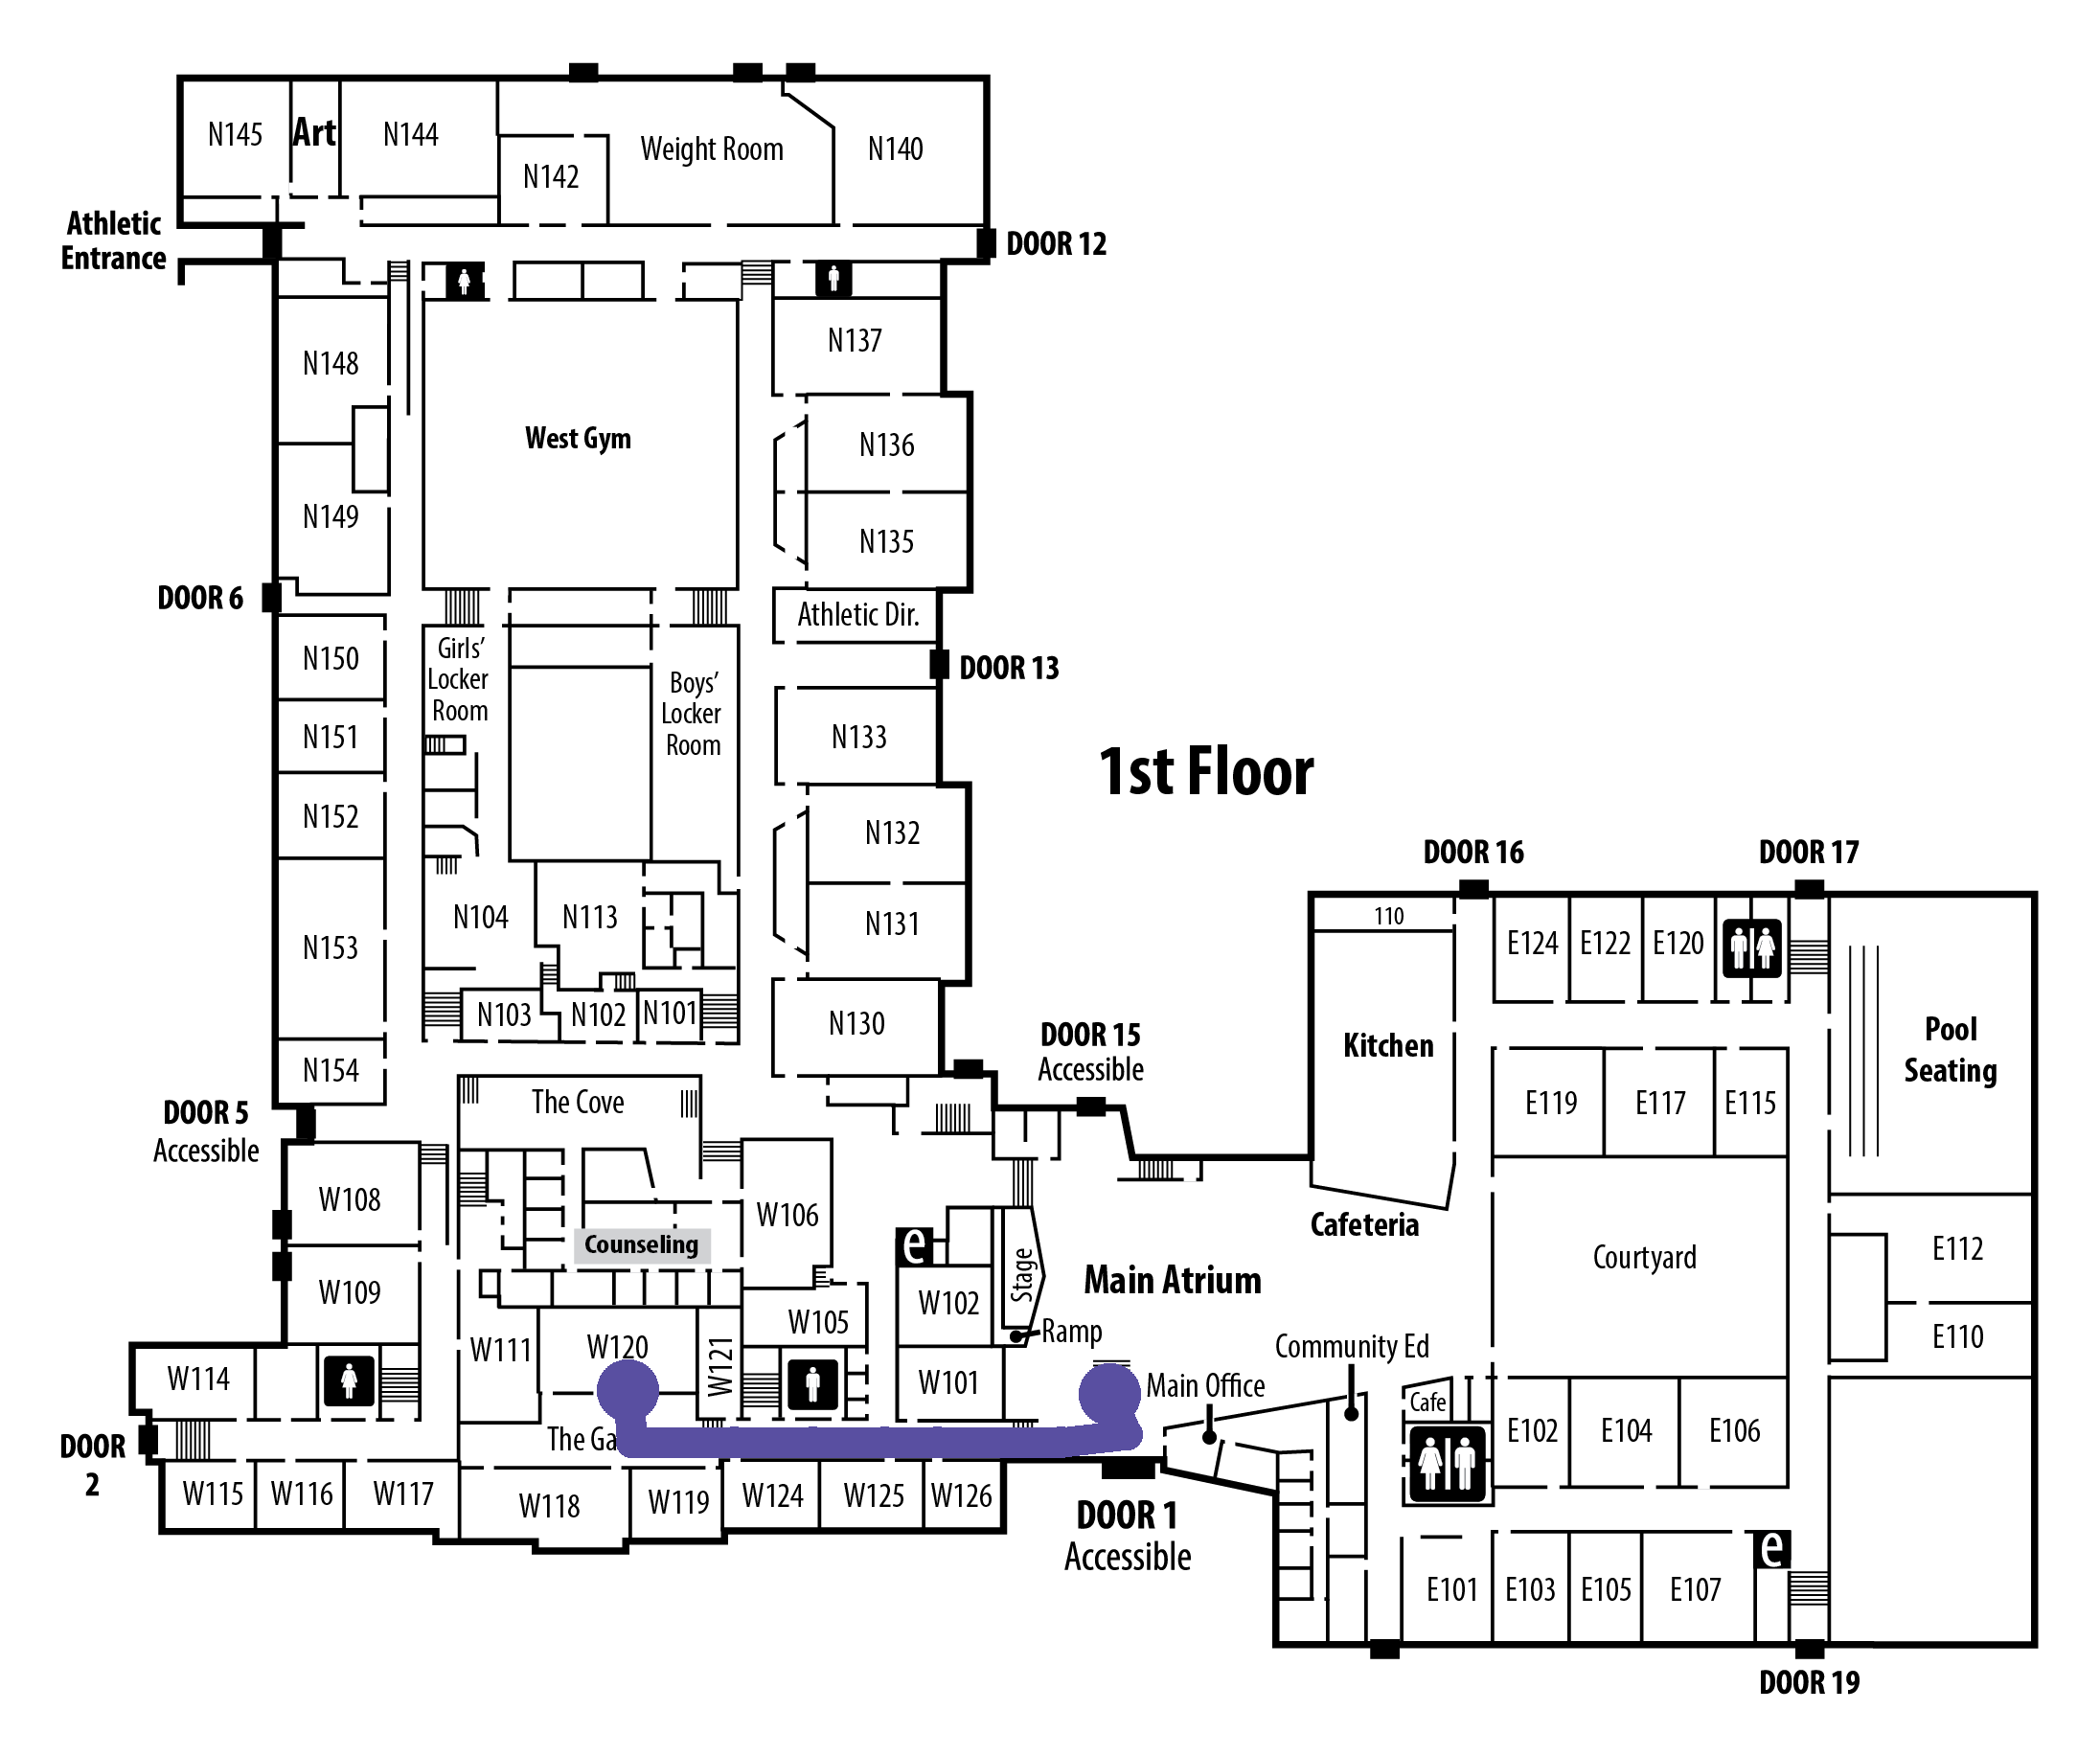 N145
Art
N144
N142
Weight Room
N140
Athletic
Entrance
DOOR 12
N148
West Gym
N137
N136
N149
N135
DOOR 6
Athletic Dir.
N150
Girls’
Locker
Room
Boys’
Locker
Room
DOOR 13
N151
N133
1st Floor
N152
N132
DOOR 16
DOOR 17
N153
N104
N113
N131
110
E124
E122
E120
N103
N102
N101
N130
DOOR 15
Accessible
Kitchen
Pool
Seating
N154
The Cove
E119
E117
E115
DOOR 5
Accessible
W108
W106
Cafeteria
Counseling
e
Stage
Main Atrium
Courtyard
E112
W109
W102
W105
Ramp
E110
W111
W120
W121
Community Ed
W114
W101
Main Office
Cafe
The
E102
E104
E106
DOOR
2
W115
W116
W117
W118
W119
W124
W125
W126
DOOR 1
Accessible
e
E101
E103
E105
E107
DOOR 19